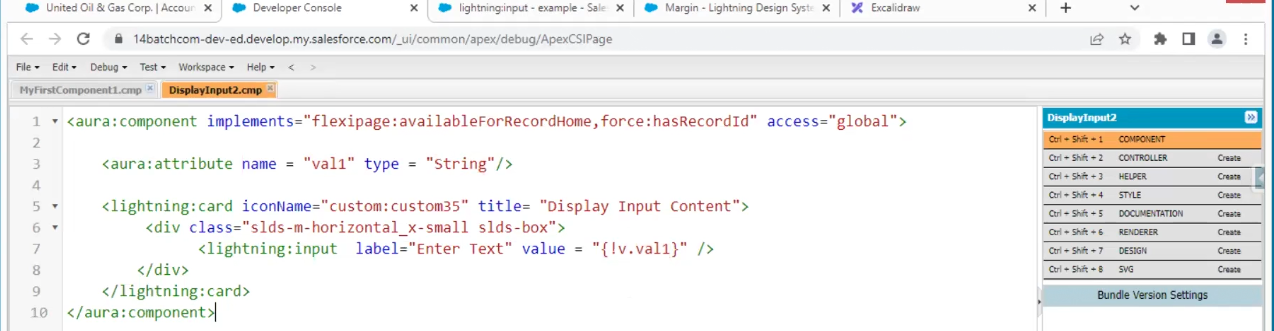 United Oil & Gas Corp. | Accoun
Developer Console
lightning:input - example - Sales
Margin - Lightning Design System
Excalidraw
14batchcom-dev-ed.develop.my.salesforce.com/_ui/common/apex/debug/ApexCSIPage
File Edit Debug Test Workspace Help < >
MyFirstComponent1.cmp DisplayInput2.cmp
1 <aura:component implements="flexipage:availableForRecordHome,force:hasRecordId" access="global">
2
3 <aura:attribute name = "val1" type = "String"/>
4
5 <lightning:card iconName="custom:custom35" title= "Display Input Content">
6 <div class="slds-m-horizontal_x-small slds-box">
7 <lightning:input label="Enter Text" value = "{!v.val1}" />
8 </div>
9 </lightning:card>
10 </aura:component>
DisplayInput2
Ctrl + Shift + 1 COMPONENT
Ctrl + Shift + 2 CONTROLLER Create
Ctrl + Shift + 3 HELPER Create
Ctrl + Shift + 4 STYLE Create
Ctrl + Shift + 5 DOCUMENTATION Create
Ctrl + Shift + 6 RENDERER Create
Ctrl + Shift + 7 DESIGN Create
Ctrl + Shift + 8 SVG Create
Bundle Version Settings